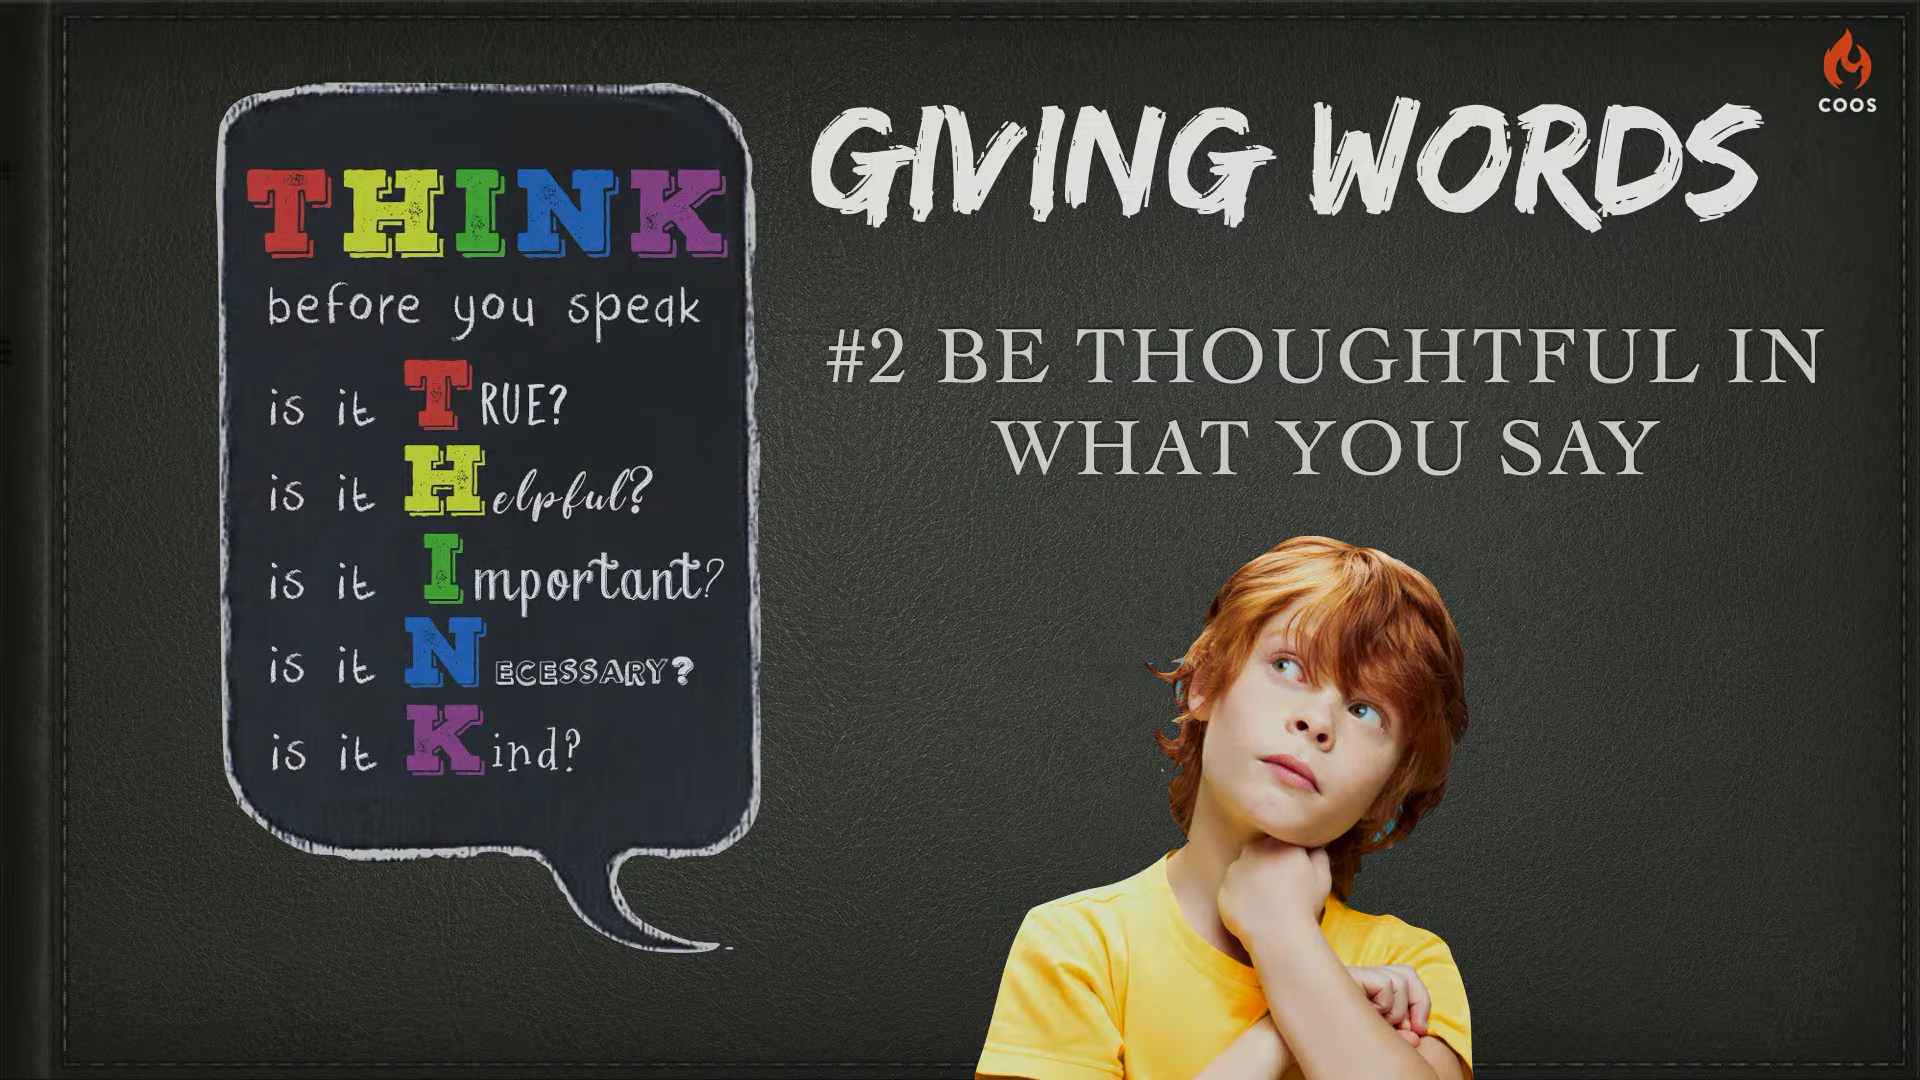 THINK
before you speak
is it TRUE?
is it Helpful?
is it Important?
is it NECESSARY?
is it Kind?
GIVING WORDS
#2 BE THOUGHTFUL IN
WHAT YOU SAY
COOS